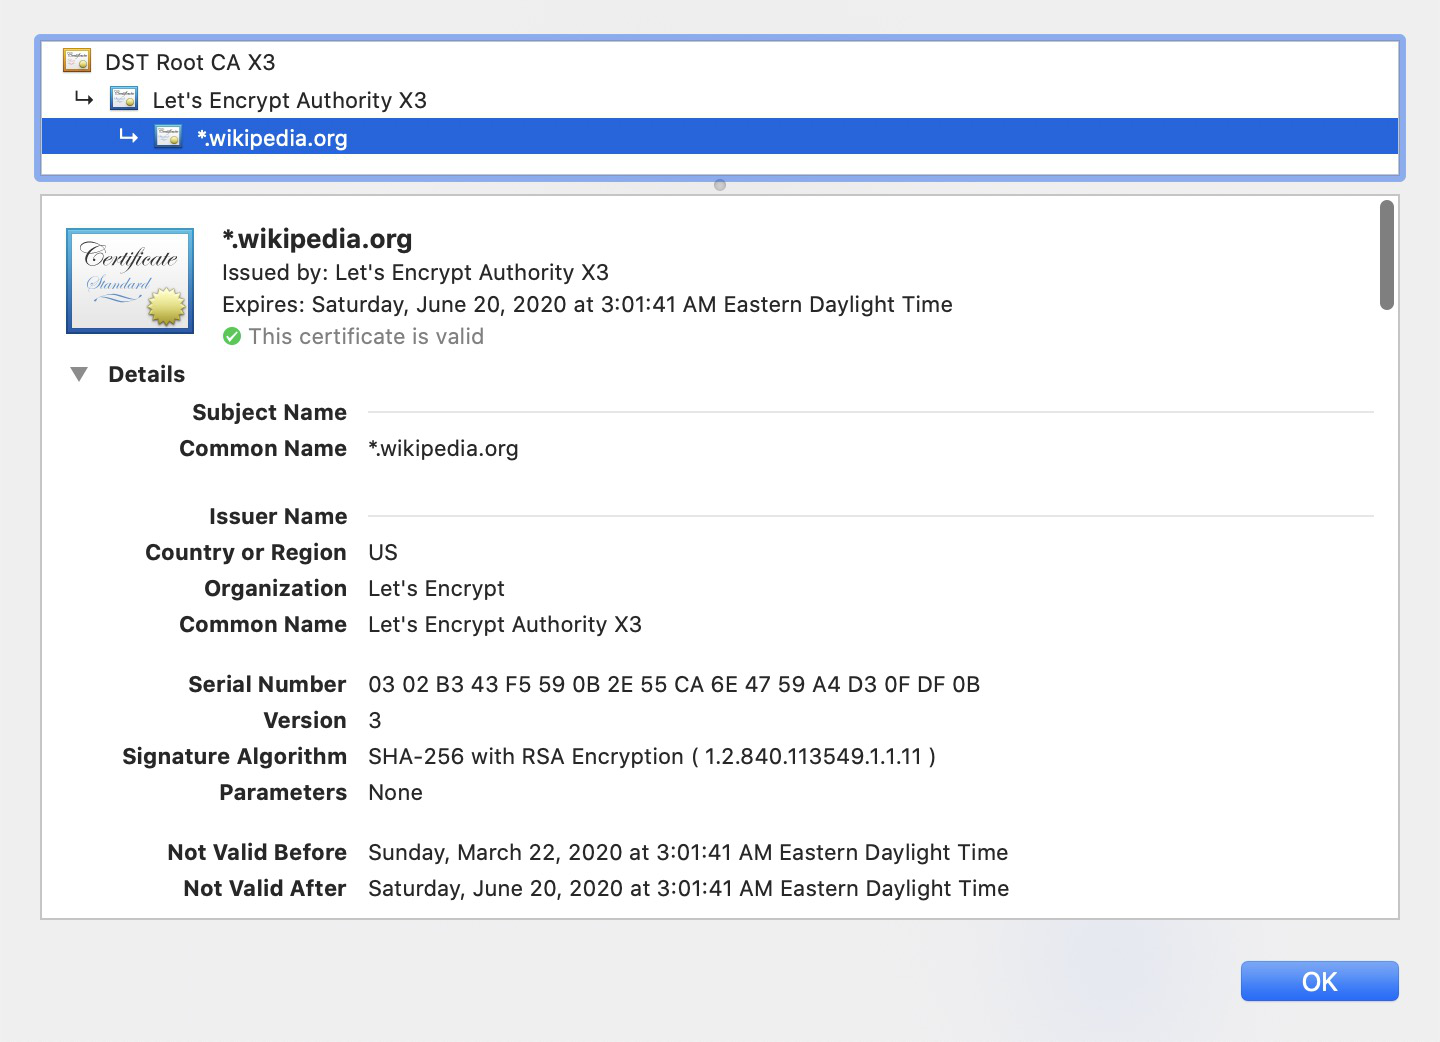 DST Root CA X3
Let's Encrypt Authority X3
*.wikipedia.org
Certificate
Standard
*.wikipedia.org
Issued by: Let's Encrypt Authority X3
Expires: Saturday, June 20, 2020 at 3:01:41 AM Eastern Daylight Time
This certificate is valid
Details
Subject Name
Common Name *.wikipedia.org
Issuer Name
Country or Region US
Organization Let's Encrypt
Common Name Let's Encrypt Authority X3
Serial Number 03 02 B3 43 F5 59 0B 2E 55 CA 6E 47 59 A4 D3 0F DF 0B
Version 3
Signature Algorithm SHA-256 with RSA Encryption ( 1.2.840.113549.1.1.11 )
Parameters None
Not Valid Before Sunday, March 22, 2020 at 3:01:41 AM Eastern Daylight Time
Not Valid After Saturday, June 20, 2020 at 3:01:41 AM Eastern Daylight Time
OK